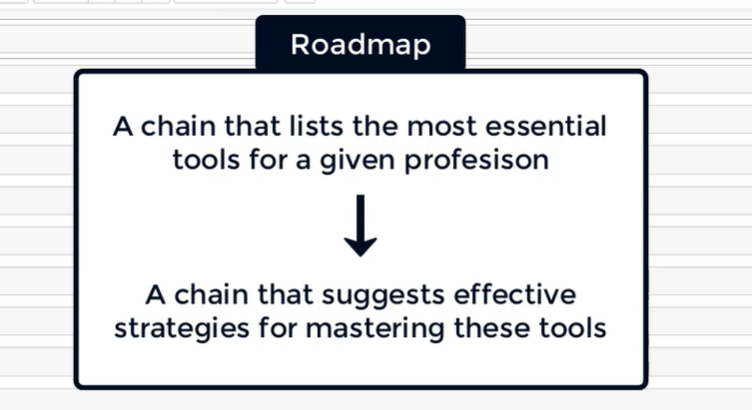 Roadmap
A chain that lists the most essential
tools for a given profesison
A chain that suggests effective
strategies for mastering these tools